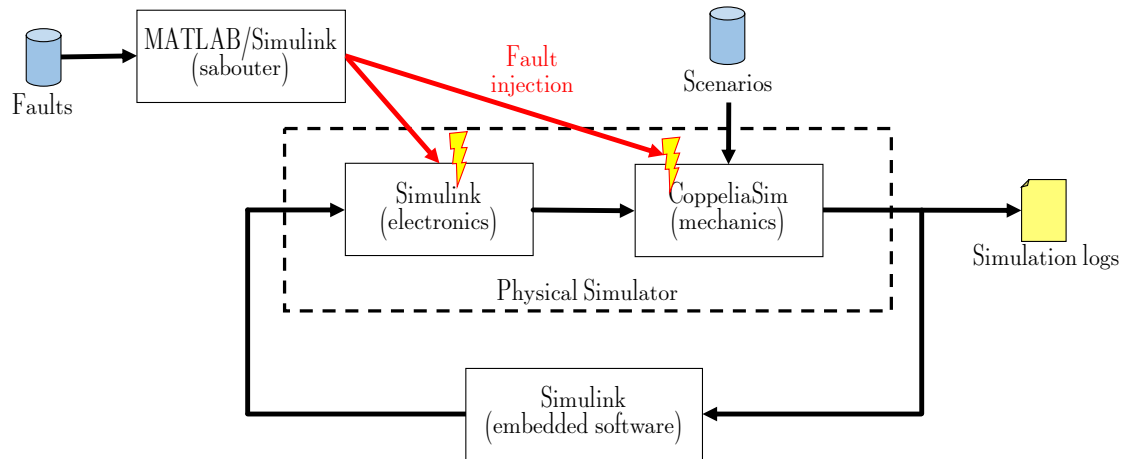 MATLAB/Simulink
(sabouter)
Faults
Fault
injection
Scenarios
Simulink
(electronics)
CoppeliaSim
(mechanics)
Simulation logs
Physical Simulator
Simulink
(embedded software)